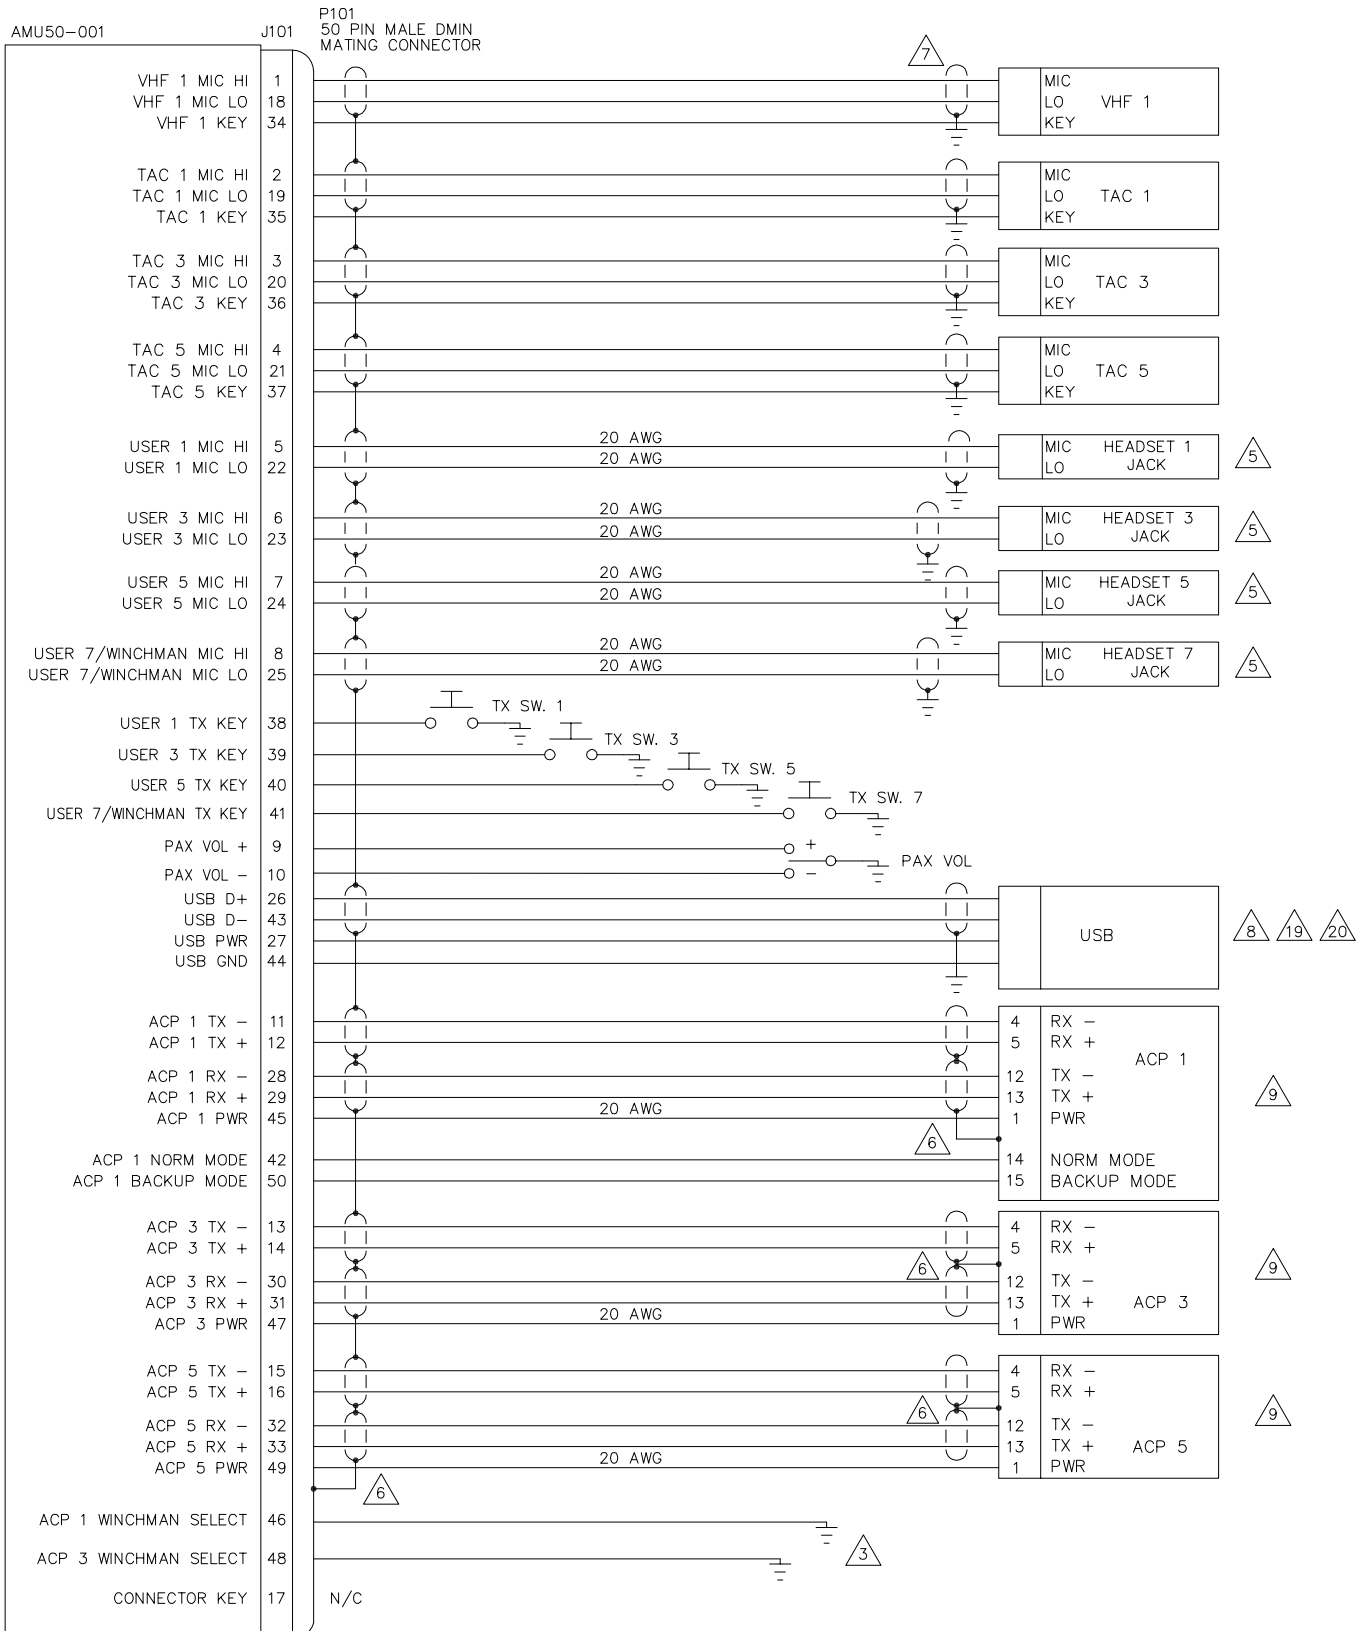 AMU50-001 J101 P101
50 PIN MALE DMIN
MATING CONNECTOR
7
VHF 1 MIC HI 1 MIC
VHF 1 MIC LO 18 LO VHF 1
VHF 1 KEY 34 KEY
TAC 1 MIC HI 2 MIC
TAC 1 MIC LO 19 LO TAC 1
TAC 1 KEY 35 KEY
TAC 3 MIC HI 3 MIC
TAC 3 MIC LO 20 LO TAC 3
TAC 3 KEY 36 KEY
TAC 5 MIC HI 4 MIC
TAC 5 MIC LO 21 LO TAC 5
TAC 5 KEY 37 KEY
USER 1 MIC HI 5 20 AWG MIC HEADSET 1
USER 1 MIC LO 22 20 AWG LO JACK 5
USER 3 MIC HI 6 20 AWG MIC HEADSET 3
USER 3 MIC LO 23 20 AWG LO JACK 5
USER 5 MIC HI 7 20 AWG MIC HEADSET 5
USER 5 MIC LO 24 20 AWG LO JACK 5
USER 7/WINCHMAN MIC HI 8 20 AWG MIC HEADSET 7
USER 7/WINCHMAN MIC LO 25 20 AWG LO JACK 5
USER 1 TX KEY 38 TX SW. 1
USER 3 TX KEY 39 TX SW. 3
USER 5 TX KEY 40 TX SW. 5
USER 7/WINCHMAN TX KEY 41 TX SW. 7
PAX VOL + 9 +
PAX VOL
PAX VOL - 10 -
USB D+ 26
USB D- 43
USB PWR 27 USB 8 19 20
USB GND 44
ACP 1 TX - 11 4 RX -
ACP 1 TX + 12 5 RX +
ACP 1
ACP 1 RX - 28 12 TX -
ACP 1 RX + 29 13 TX + 9
ACP 1 PWR 45 20 AWG 1 PWR
6
ACP 1 NORM MODE 42 14 NORM MODE
ACP 1 BACKUP MODE 50 15 BACKUP MODE
ACP 3 TX - 13 4 RX -
ACP 3 TX + 14 5 RX +
6 9
ACP 3 RX - 30 12 TX -
ACP 3 RX + 31 13 TX + ACP 3
ACP 3 PWR 47 20 AWG 1 PWR
ACP 5 TX - 15 4 RX -
ACP 5 TX + 16 5 RX +
6 9
ACP 5 RX - 32 12 TX -
ACP 5 RX + 33 13 TX + ACP 5
ACP 5 PWR 49 20 AWG 1 PWR
6
ACP 1 WINCHMAN SELECT 46
3
ACP 3 WINCHMAN SELECT 48
CONNECTOR KEY 17 N/C